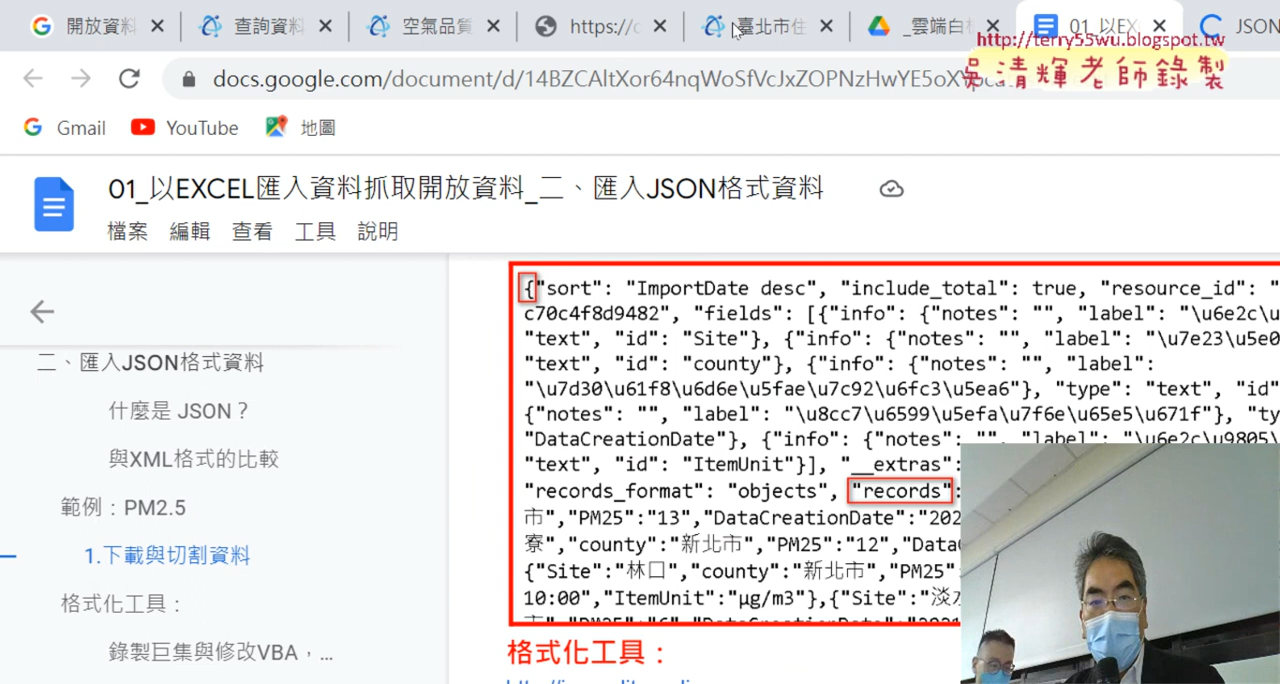 開放資料
查詢資料
空氣品質
https://c
臺北市住
_雲端白板
01_以EX
JSON
http://terry55wu.blogspot.tw
吳清輝老師錄製
docs.google.com/document/d/14BZCAltXor64nqWoSfVcJxZOPNzHwYE5oX
Gmail
YouTube
地圖
01_以EXCEL匯入資料抓取開放資料_二、匯入JSON格式資料
檔案 編輯 查看 工具 說明
二、匯入JSON格式資料
什麼是 JSON？
與XML格式的比較
範例：PM2.5
1.下載與切割資料
格式化工具：
錄製巨集與修改VBA，...
{"sort": "ImportDate desc", "include_total": true, "resource_id": "
c70c4f8d9482", "fields": [{"info": {"notes": "", "label": "\u6e2c\u
"text", "id": "Site"}, {"info": {"notes": "", "label": "\u7e23\u5e0
"text", "id": "county"}, {"info": {"notes": "", "label":
"\u7d30\u61f8\u6d6e\u5fae\u7c92\u6fc3\u5ea6"}, "type": "text", "id"
{"notes": "", "label": "\u8cc7\u6599\u5efa\u7f6e\u65e5\u671f"}, "ty
"DataCreationDate"}, {"info": {"notes": "", "label": "\u6e2c\u9805\
"text", "id": "ItemUnit"}], "__extras":
"records_format": "objects", "records":
市","PM25":"13","DataCreationDate":"202
寮","county":"新北市","PM25":"12","Data
{"Site":"林口","county":"新北市","PM25"
10:00","ItemUnit":"μg/m3"},{"Site":"淡水
市","PM25":"6","DataCreationDate":"2021
格式化工具：